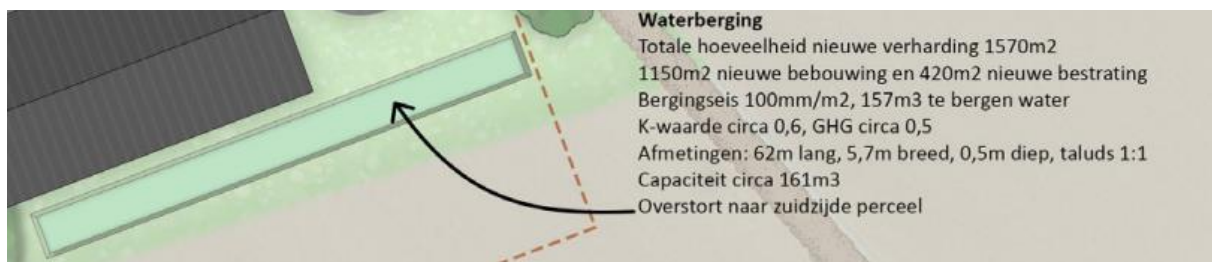 Waterberging
Totale hoeveelheid nieuwe verharding 1570m2
1150m2 nieuwe bebouwing en 420m2 nieuwe bestrating
Bergingseis 100mm/m2, 157m3 te bergen water
K-waarde circa 0,6, GHG circa 0,5
Afmetingen: 62m lang, 5,7m breed, 0,5m diep, taluds 1:1
Capaciteit circa 161m3
Overstort naar zuidzijde perceel